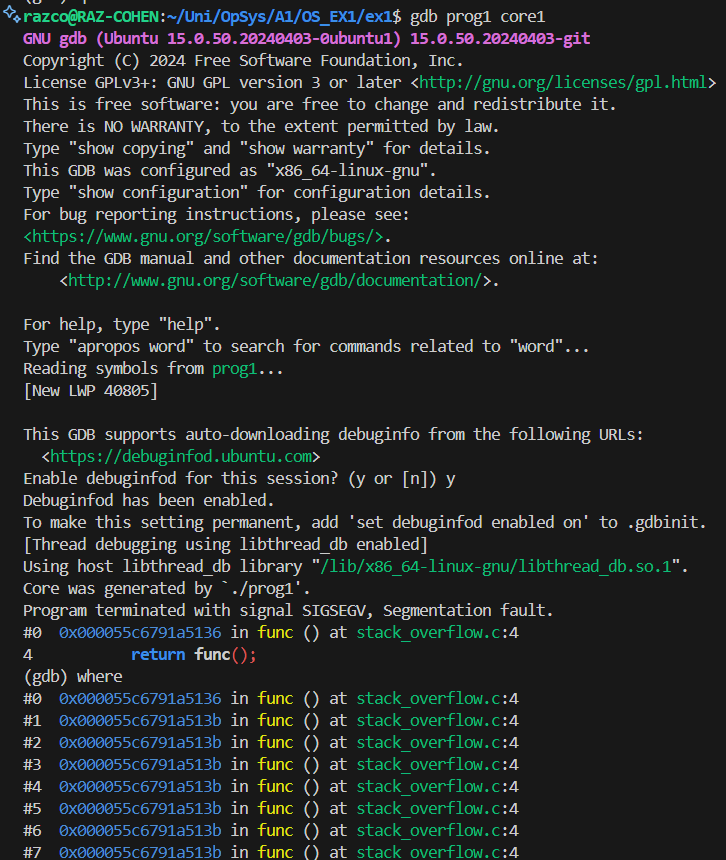 razco@RAZ-COHEN:~/Uni/OpSys/A1/OS_EX1/ex1$ gdb prog1 core1
GNU gdb (Ubuntu 15.0.50.20240403-0ubuntu1) 15.0.50.20240403-git
Copyright (C) 2024 Free Software Foundation, Inc.
License GPLv3+: GNU GPL version 3 or later <http://gnu.org/licenses/gpl.html>
This is free software: you are free to change and redistribute it.
There is NO WARRANTY, to the extent permitted by law.
Type "show copying" and "show warranty" for details.
This GDB was configured as "x86_64-linux-gnu".
Type "show configuration" for configuration details.
For bug reporting instructions, please see:
<https://www.gnu.org/software/gdb/bugs/>.
Find the GDB manual and other documentation resources online at:
    <http://www.gnu.org/software/gdb/documentation/>.

For help, type "help".
Type "apropos word" to search for commands related to "word"...
Reading symbols from prog1...
[New LWP 40805]

This GDB supports auto-downloading debuginfo from the following URLs:
  <https://debuginfod.ubuntu.com>
Enable debuginfod for this session? (y or [n]) y
Debuginfod has been enabled.
To make this setting permanent, add 'set debuginfod enabled on' to .gdbinit.
[Thread debugging using libthread_db enabled]
Using host libthread_db library "/lib/x86_64-linux-gnu/libthread_db.so.1".
Core was generated by `./prog1'.
Program terminated with signal SIGSEGV, Segmentation fault.
#0  0x000055c6791a5136 in func () at stack_overflow.c:4
4           return func();
(gdb) where
#0  0x000055c6791a5136 in func () at stack_overflow.c:4
#1  0x000055c6791a513b in func () at stack_overflow.c:4
#2  0x000055c6791a513b in func () at stack_overflow.c:4
#3  0x000055c6791a513b in func () at stack_overflow.c:4
#4  0x000055c6791a513b in func () at stack_overflow.c:4
#5  0x000055c6791a513b in func () at stack_overflow.c:4
#6  0x000055c6791a513b in func () at stack_overflow.c:4
#7  0x000055c6791a513b in func () at stack_overflow.c:4